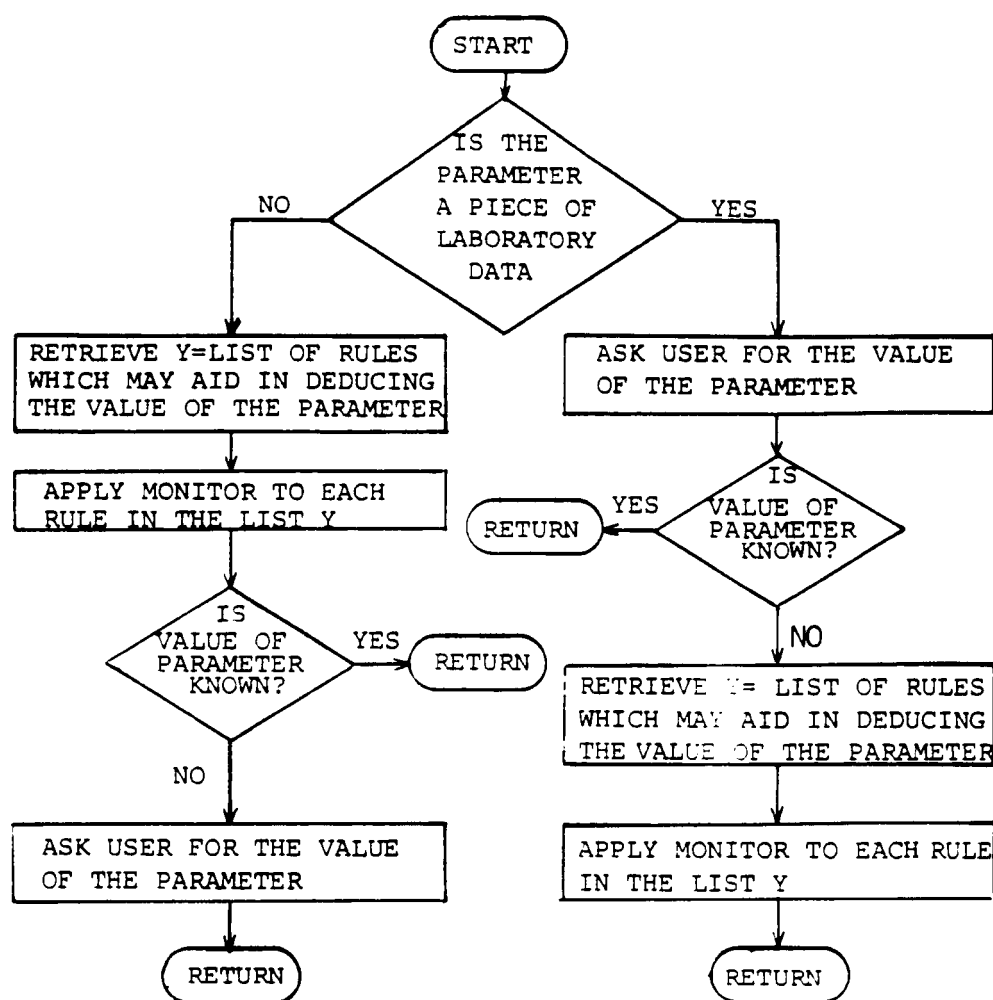 START
IS THE
PARAMETER
A PIECE OF
LABORATORY
DATA
NO
YES
RETRIEVE Y=LIST OF RULES
WHICH MAY AID IN DEDUCING
THE VALUE OF THE PARAMETER
APPLY MONITOR TO EACH
RULE IN THE LIST Y
IS
VALUE OF
PARAMETER
KNOWN?
YES
RETURN
NO
ASK USER FOR THE VALUE
OF THE PARAMETER
RETURN
ASK USER FOR THE VALUE
OF THE PARAMETER
IS
VALUE OF
PARAMETER
KNOWN?
YES
RETURN
NO
RETRIEVE Y= LIST OF RULES
WHICH MAY AID IN DEDUCING
THE VALUE OF THE PARAMETER
APPLY MONITOR TO EACH RULE
IN THE LIST Y
RETURN